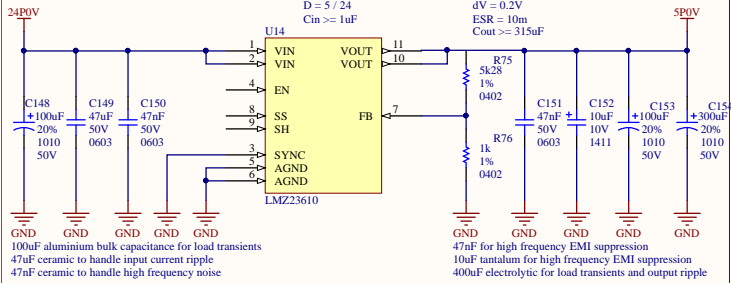 D = 5 / 24
Cin >= 1uF
dV = 0.2V
ESR = 10m
Cout >= 315uF
24P0V
5P0V
U14
1 VIN
2 VIN
4 EN
8 SS
9 SH
3 SYNC
5 AGND
6 AGND
VOUT 11
VOUT 10
FB 7
LMZ23610
C148
100uF
20%
1010
50V
C149
47uF
50V
0603
C150
47nF
50V
0603
R75
5k28
1%
0402
R76
1k
1%
0402
C151
47nF
50V
0603
C152
10uF
10V
1411
C153
100uF
20%
1010
50V
C154
300uF
20%
1010
50V
GND
GND
GND
GND
GND
GND
GND
GND
GND
GND
100uF aluminium bulk capacitance for load transients
47uF ceramic to handle input current ripple
47nF ceramic to handle high frequency noise
47nF for high frequency EMI suppression
10uF tantalum for high frequency EMI suppression
400uF electrolytic for load transients and output ripple